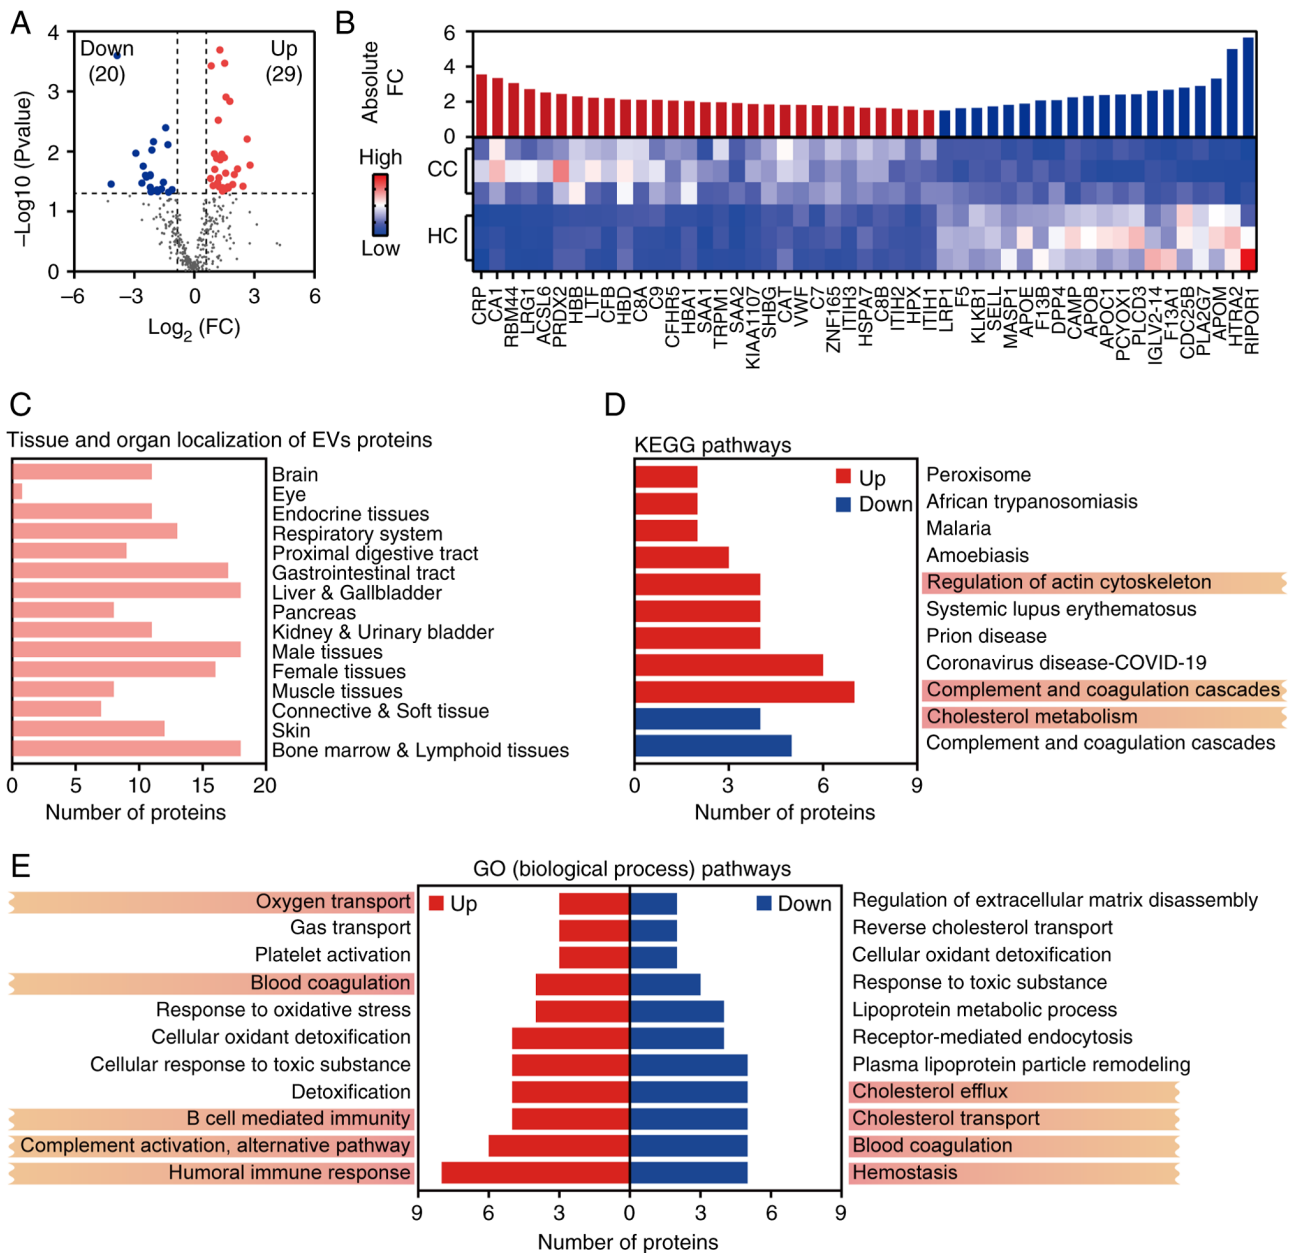 A
Down
(20)
Up
(29)
4
3
2
1
0
−Log10 (Pvalue)
−6
−3
0
3
6
Log2 (FC)
B
Absolute
FC
6
4
2
0
High
Low
CC
HC
CRP
CA1
RBM44
LRG1
ACSL6
PRDX2
HBB
LTF
CFB
HBD
C8A
C9
CFHR5
HBA1
SAA1
TRPM1
SAA2
KIAA1107
SHBG
CAT
VWF
C7
ZNF165
ITIH3
HSPA7
C8B
ITIH2
HPX
ITIH1
LRP1
F5
KLKB1
SELL
MASP1
APOE
F13B
DPP4
CAMP
APOB
APOC1
PCYOX1
PLCD3
IGLV2-14
F13A1
CDC25B
PLA2G7
APOM
HTRA2
RIPOR1
C
Tissue and organ localization of EVs proteins
Brain
Eye
Endocrine tissues
Respiratory system
Proximal digestive tract
Gastrointestinal tract
Liver & Gallbladder
Pancreas
Kidney & Urinary bladder
Male tissues
Female tissues
Muscle tissues
Connective & Soft tissue
Skin
Bone marrow & Lymphoid tissues
0
5
10
15
20
Number of proteins
D
KEGG pathways
Up
Down
Peroxisome
African trypanosomiasis
Malaria
Amoebiasis
Regulation of actin cytoskeleton
Systemic lupus erythematosus
Prion disease
Coronavirus disease-COVID-19
Complement and coagulation cascades
Cholesterol metabolism
Complement and coagulation cascades
0
3
6
9
Number of proteins
E
GO (biological process) pathways
Up
Down
Oxygen transport
Gas transport
Platelet activation
Blood coagulation
Response to oxidative stress
Cellular oxidant detoxification
Cellular response to toxic substance
Detoxification
B cell mediated immunity
Complement activation, alternative pathway
Humoral immune response
Regulation of extracellular matrix disassembly
Reverse cholesterol transport
Cellular oxidant detoxification
Response to toxic substance
Lipoprotein metabolic process
Receptor-mediated endocytosis
Plasma lipoprotein particle remodeling
Cholesterol efflux
Cholesterol transport
Blood coagulation
Hemostasis
9
6
3
0
3
6
9
Number of proteins